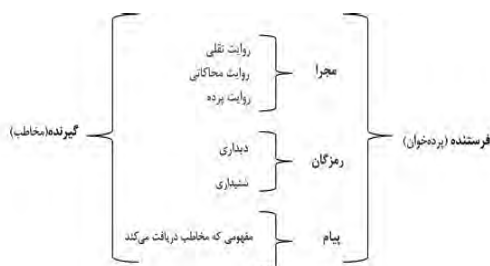 روایت نقلی
مجرا
روایت محاکاتی
روایت پرده
فرستنده (پرده‌خوان)
گیرنده(مخاطب)
دیداری
رمزگان
شنیداری
پیام
مفهومی که مخاطب دریافت می‌کند